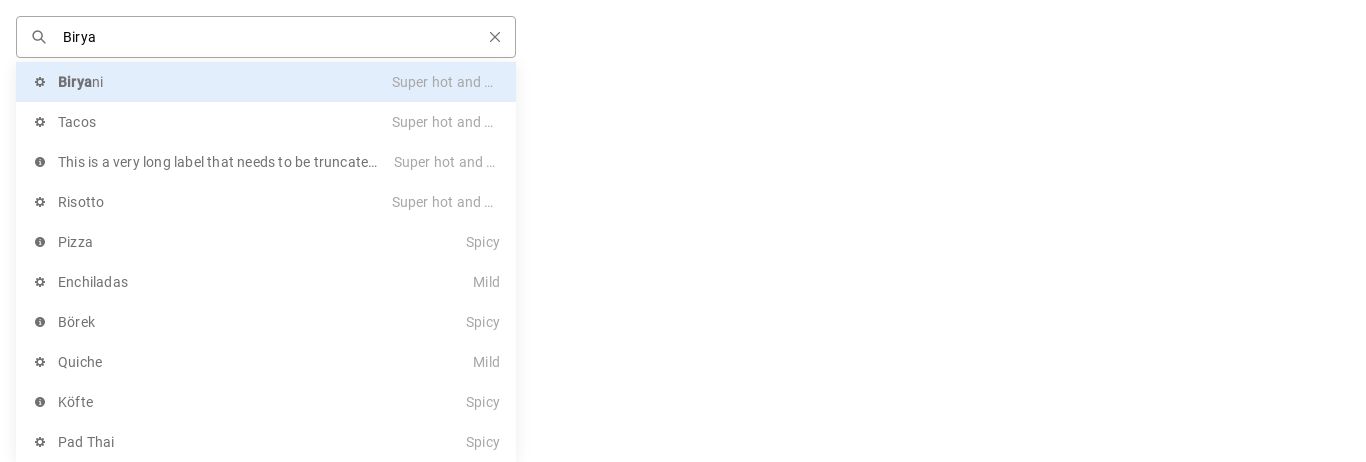 Birya
Biryani Super hot and …
Tacos Super hot and …
This is a very long label that needs to be truncate… Super hot and …
Risotto Super hot and …
Pizza Spicy
Enchiladas Mild
Börek Spicy
Quiche Mild
Köfte Spicy
Pad Thai Spicy